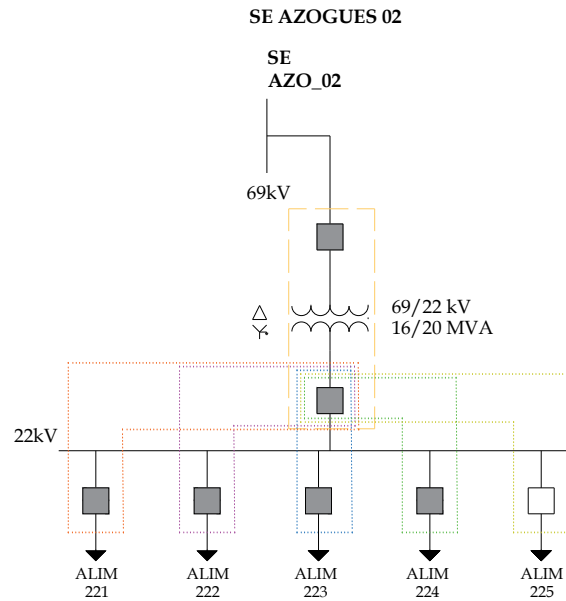 SE AZOGUES 02
SE
AZO_02
69kV
69/22 kV
16/20 MVA
22kV
ALIM
221
ALIM
222
ALIM
223
ALIM
224
ALIM
225